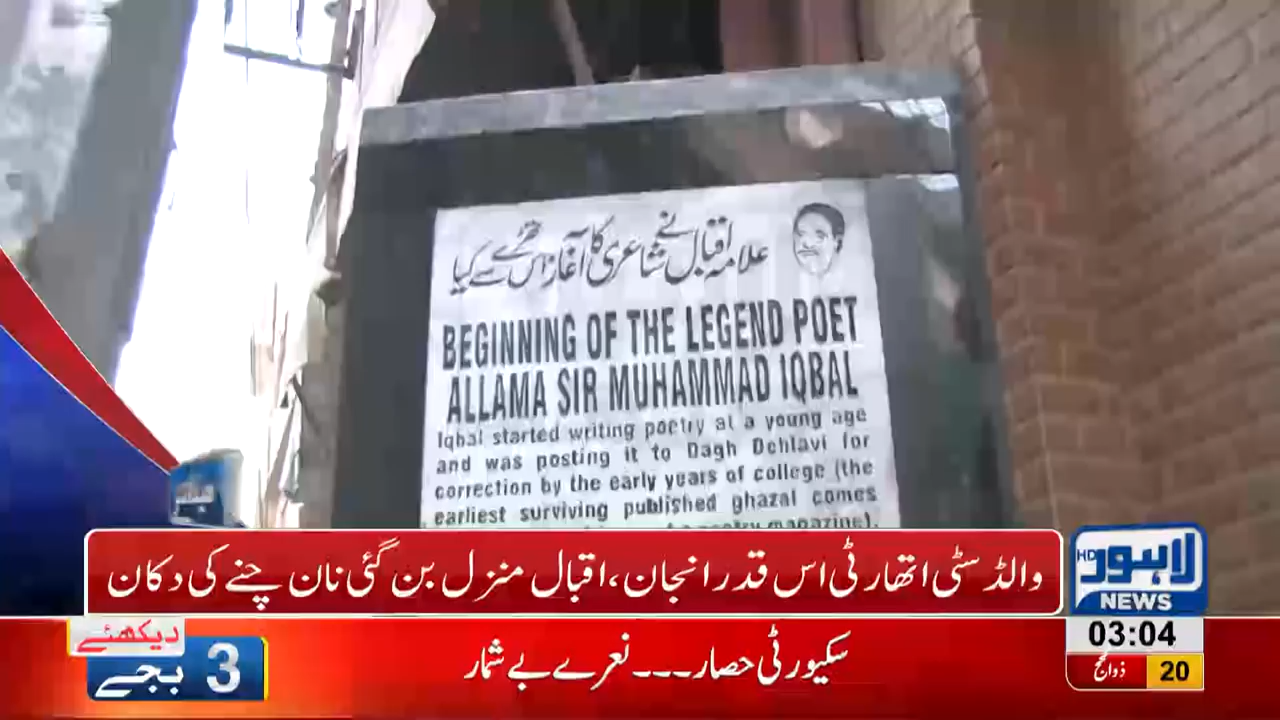 علامہ اقبال نے شاعری کا آغاز اس تھڑے سے کیا
BEGINNING OF THE LEGEND POET
ALLAMA SIR MUHAMMAD IQBAL
Iqbal started writing poetry at a young age
and was posting it to Dagh Dehlavi for
correction by the early years of college (the
earliest surviving published ghazal comes
poetry magazine).
والڈ سٹی اتھارٹی اس قدر انجان، اقبال منزل بن گئی نان چنے کی دکان
لاہور HD
NEWS
03:04
20 ذوالحج
دیکھئے
3 بجے
سکیورٹی حصار۔۔۔ نعرے بے شمار